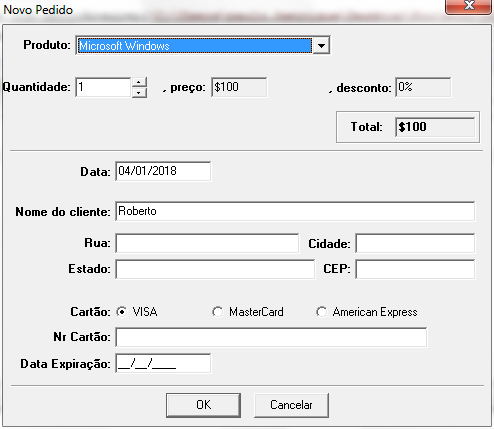 Novo Pedido
Produto: Microsoft Windows
Quantidade: 1 , preço: $100 , desconto: 0%
Total: $100
Data: 04/01/2018
Nome do cliente: Roberto
Rua: Cidade:
Estado: CEP:
Cartão: VISA MasterCard American Express
Nr Cartão:
Data Expiração: __/__/____
OK Cancelar